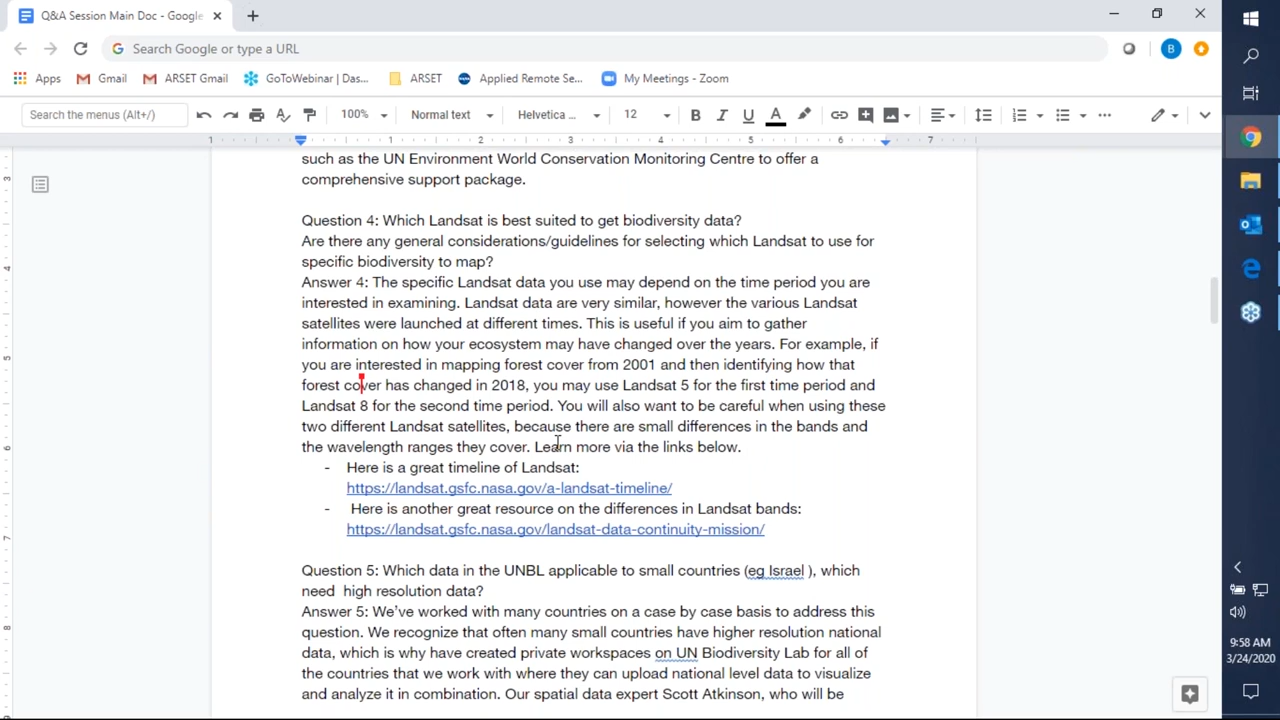 Q&A Session Main Doc - Google
Search Google or type a URL
B
Apps
Gmail
ARSET Gmail
GoToWebinar | Das...
ARSET
Applied Remote Se...
My Meetings - Zoom
Search the menus (Alt+/)
100%
Normal text
Helvetica ...
12
B I U A
1 1 2 3 4 5 6 7
such as the UN Environment World Conservation Monitoring Centre to offer a
comprehensive support package.
Question 4: Which Landsat is best suited to get biodiversity data?
Are there any general considerations/guidelines for selecting which Landsat to use for
specific biodiversity to map?
Answer 4: The specific Landsat data you use may depend on the time period you are
interested in examining. Landsat data are very similar, however the various Landsat
satellites were launched at different times. This is useful if you aim to gather
information on how your ecosystem may have changed over the years. For example, if
you are interested in mapping forest cover from 2001 and then identifying how that
forest cover has changed in 2018, you may use Landsat 5 for the first time period and
Landsat 8 for the second time period. You will also want to be careful when using these
two different Landsat satellites, because there are small differences in the bands and
the wavelength ranges they cover. Learn more via the links below.
- Here is a great timeline of Landsat:
https://landsat.gsfc.nasa.gov/a-landsat-timeline/
- Here is another great resource on the differences in Landsat bands:
https://landsat.gsfc.nasa.gov/landsat-data-continuity-mission/
Question 5: Which data in the UNBL applicable to small countries (eg Israel ), which
need  high resolution data?
Answer 5: We've worked with many countries on a case by case basis to address this
question. We recognize that often many small countries have higher resolution national
data, which is why have created private workspaces on UN Biodiversity Lab for all of
the countries that we work with where they can upload national level data to visualize
and analyze it in combination. Our spatial data expert Scott Atkinson, who will be
3
4
5
6
7
8
9:58 AM
3/24/2020